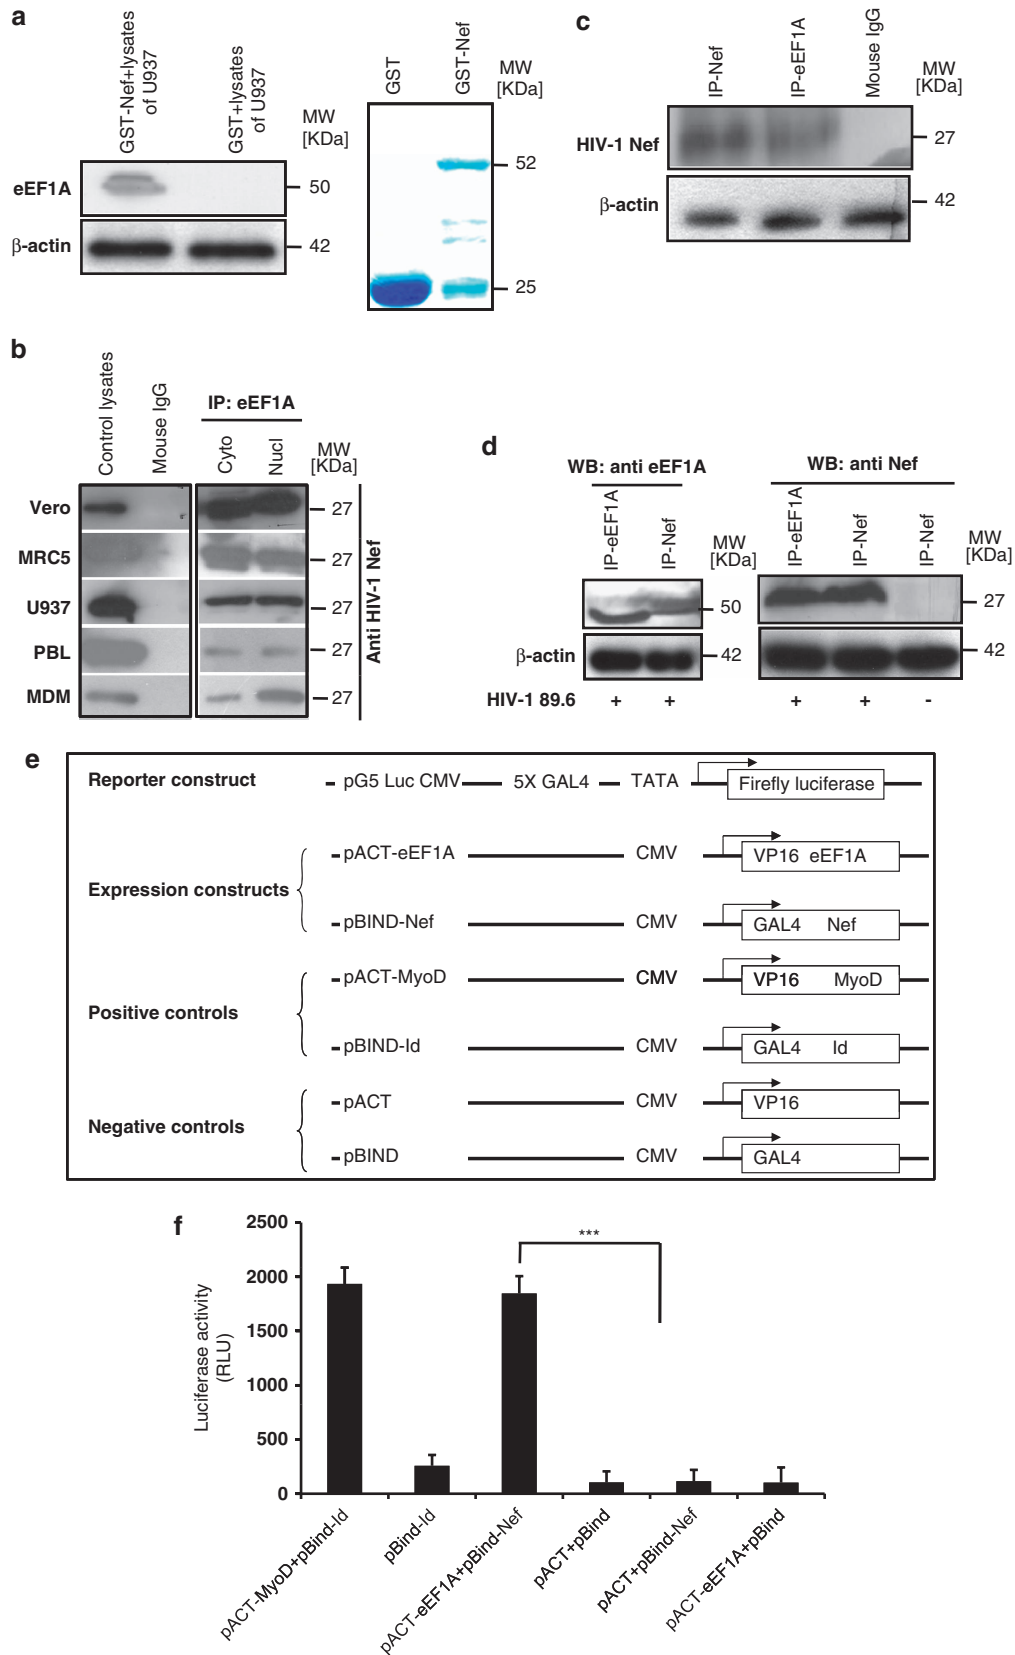 a
GST-Nef+lysates
of U937
GST+lysates
of U937
MW
[KDa]
eEF1A
50
β-actin
42
GST
GST-Nef
MW
[KDa]
52
25
c
IP-Nef
IP-eEF1A
Mouse IgG
MW
[KDa]
HIV-1 Nef
27
β-actin
42
b
Control lysates
Mouse IgG
IP: eEF1A
Cyto
Nucl
MW
[KDa]
Vero
27
MRC5
27
U937
27
PBL
27
MDM
27
Anti HIV-1 Nef
d
WB: anti eEF1A
IP-eEF1A
IP-Nef
MW
[KDa]
50
β-actin
42
WB: anti Nef
IP-eEF1A
IP-Nef
IP-Nef
MW
[KDa]
27
42
HIV-1 89.6 + + + + -
e
Reporter construct pG5 Luc CMV 5X GAL4 TATA Firefly luciferase
Expression constructs
pACT-eEF1A CMV VP16 eEF1A
pBIND-Nef CMV GAL4 Nef
Positive controls
pACT-MyoD CMV VP16 MyoD
pBIND-Id CMV GAL4 Id
Negative controls
pACT CMV VP16
pBIND CMV GAL4
f
Luciferase activity
(RLU)
2500
2000
1500
1000
500
0
***
pACT-MyoD+pBind-Id
pBind-Id
pACT-eEF1A+pBind-Nef
pACT+pBind
pACT+pBind-Nef
pACT-eEF1A+pBind